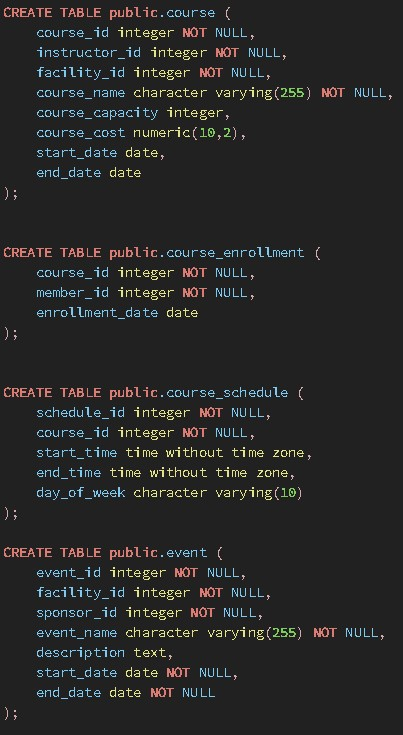 CREATE TABLE public.course (
    course_id integer NOT NULL,
    instructor_id integer NOT NULL,
    facility_id integer NOT NULL,
    course_name character varying(255) NOT NULL,
    course_capacity integer,
    course_cost numeric(10,2),
    start_date date,
    end_date date
);
CREATE TABLE public.course_enrollment (
    course_id integer NOT NULL,
    member_id integer NOT NULL,
    enrollment_date date
);
CREATE TABLE public.course_schedule (
    schedule_id integer NOT NULL,
    course_id integer NOT NULL,
    start_time time without time zone,
    end_time time without time zone,
    day_of_week character varying(10)
);
CREATE TABLE public.event (
    event_id integer NOT NULL,
    facility_id integer NOT NULL,
    sponsor_id integer NOT NULL,
    event_name character varying(255) NOT NULL,
    description text,
    start_date date NOT NULL,
    end_date date NOT NULL
);